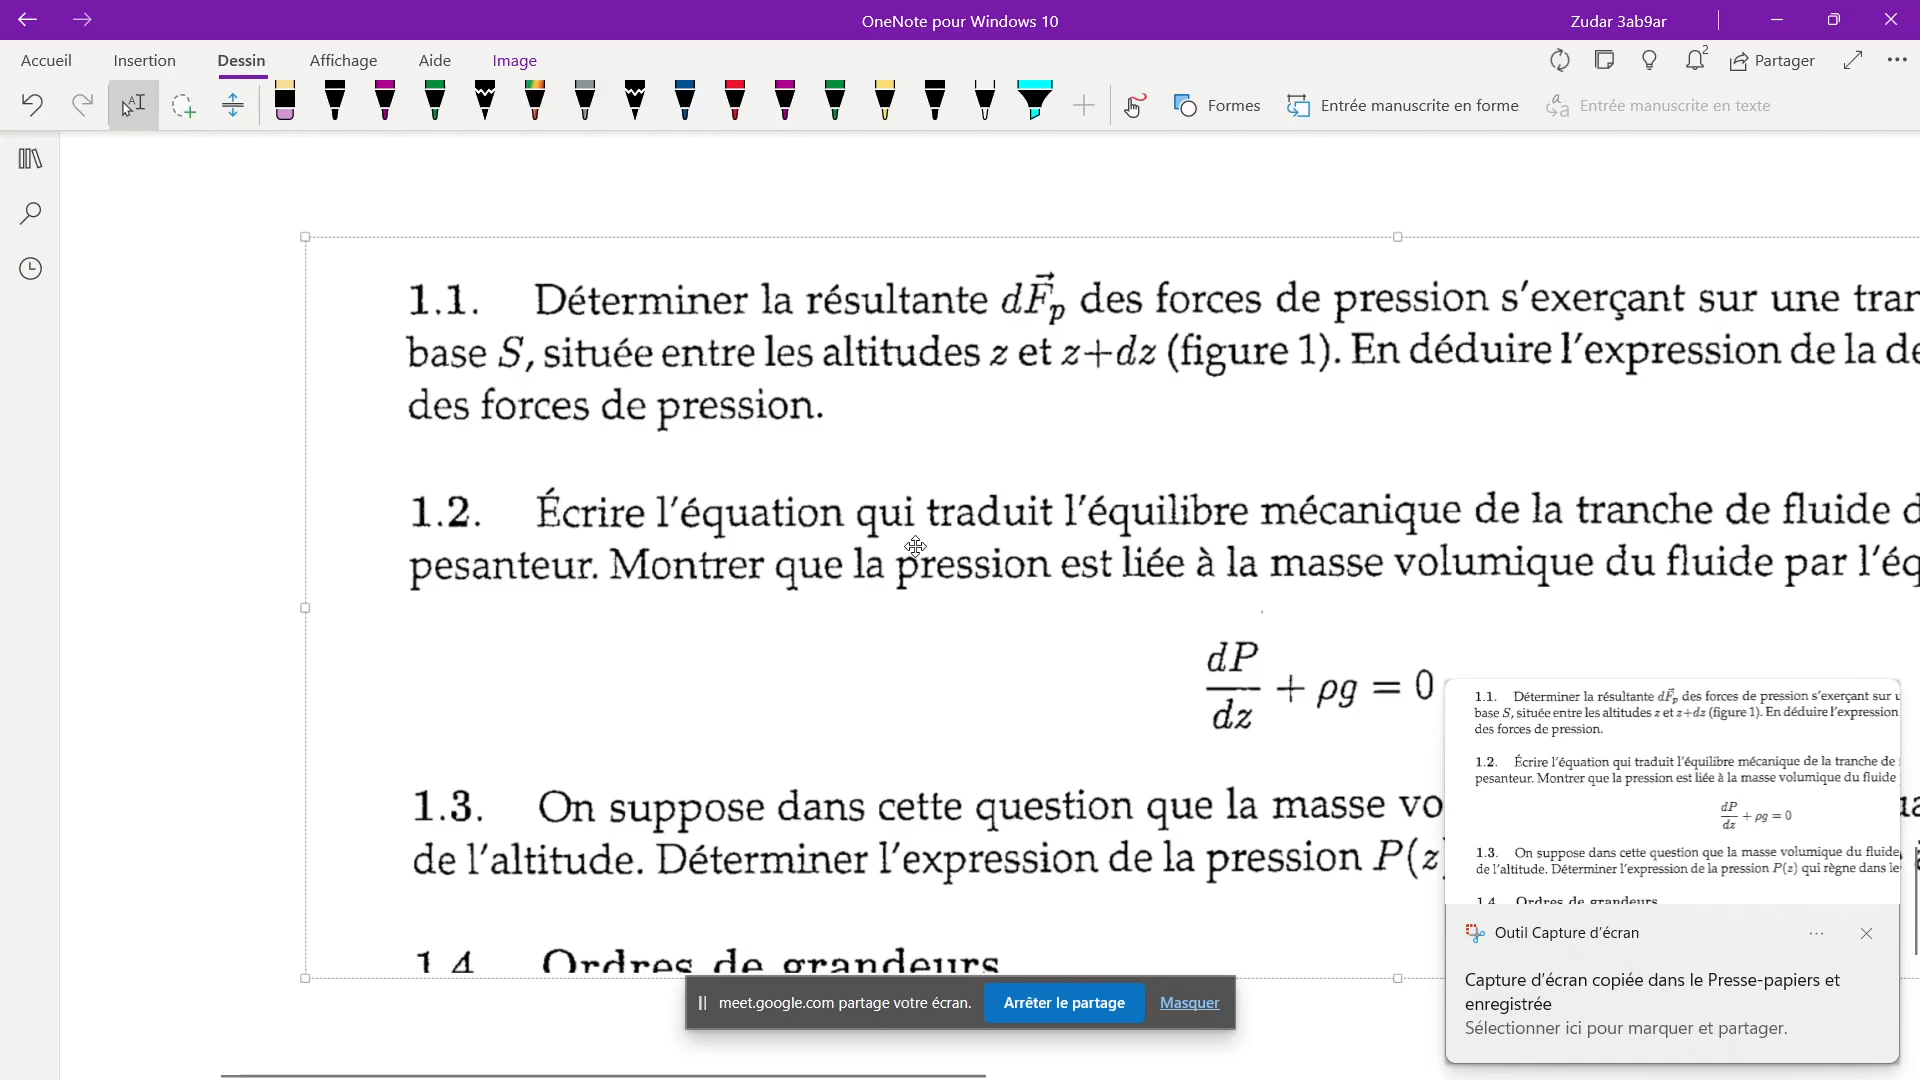 OneNote pour Windows 10
Zudar 3ab9ar
Accueil Insertion Dessin Affichage Aide Image
2
Partager
Formes
Entrée manuscrite en forme
Entrée manuscrite en texte
1.1. Déterminer la résultante dF⃗p des forces de pression s'exerçant sur une
base S, située entre les altitudes z et z+dz (figure 1). En déduire l'expression de la
des forces de pression.
1.2. Écrire l'équation qui traduit l'équilibre mécanique de la tranche de fluide
pesanteur. Montrer que la pression est liée à la masse volumique du fluide par
dP/dz + ρg = 0
1.3. On suppose dans cette question que la masse
de l'altitude. Déterminer l'expression de la pression P(z)
1.4 Ordres de grandeurs
meet.google.com partage votre écran.
Arrêter le partage
Masquer
1.1. Déterminer la résultante dF⃗p des forces de pression s'exerçant sur
base S, située entre les altitudes z et z+dz (figure 1). En déduire l'expression
des forces de pression.
1.2. Écrire l'équation qui traduit l'équilibre mécanique de la tranche de
pesanteur. Montrer que la pression est liée à la masse volumique du fluide
dP/dz + ρg = 0
1.3. On suppose dans cette question que la masse volumique du fluide
de l'altitude. Déterminer l'expression de la pression P(z) qui règne dans le
1.4 Ordres de grandeurs
Outil Capture d'écran
Capture d'écran copiée dans le Presse-papiers et
enregistrée
Sélectionner ici pour marquer et partager.